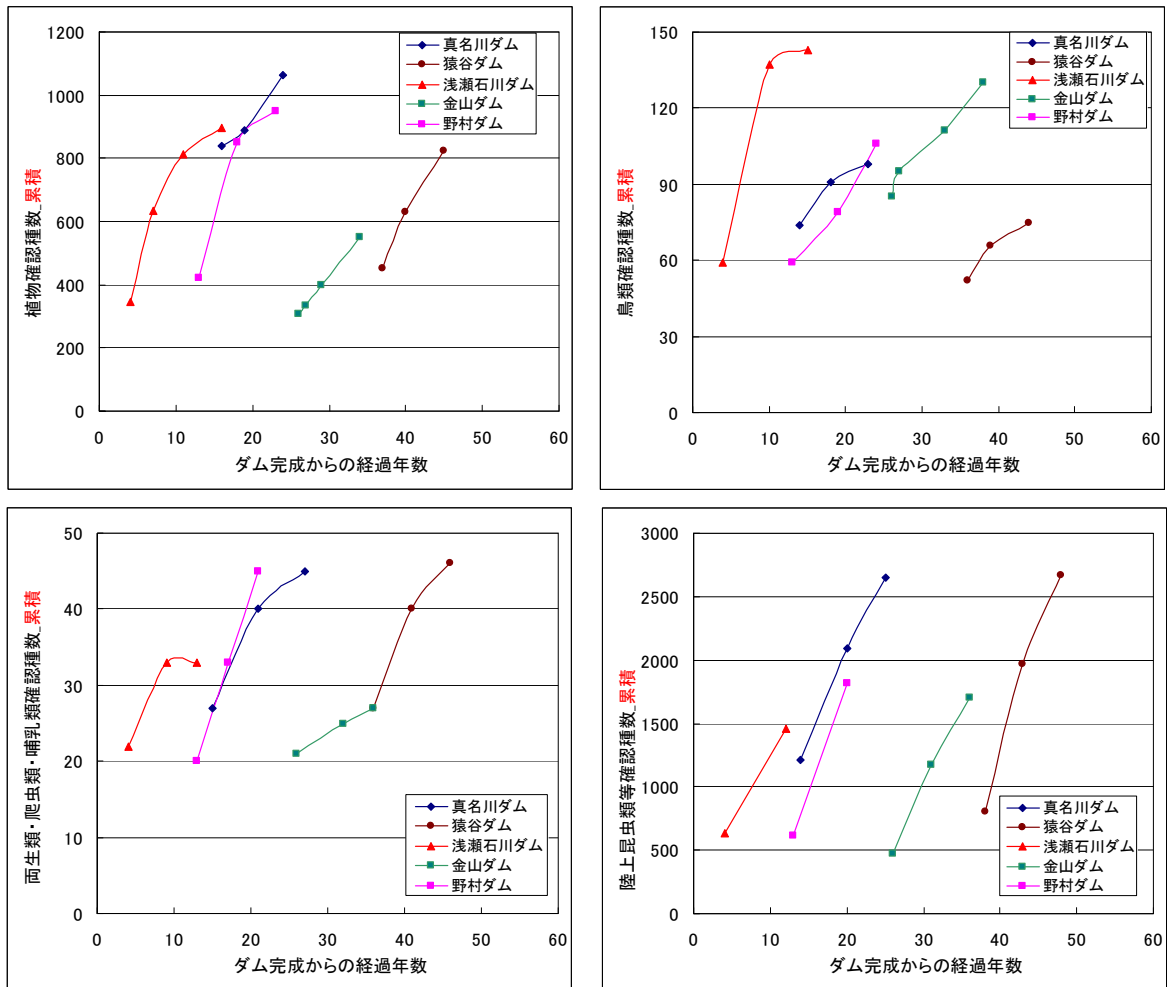 植物確認種数_累積
1200
1000
800
600
400
200
0
0 10 20 30 40 50 60
ダム完成からの経過年数
真名川ダム
猿谷ダム
浅瀬石川ダム
金山ダム
野村ダム
鳥類確認種数_累積
150
120
90
60
30
0
0 10 20 30 40 50 60
ダム完成からの経過年数
真名川ダム
猿谷ダム
浅瀬石川ダム
金山ダム
野村ダム
両生類・爬虫類・哺乳類確認種数_累積
50
40
30
20
10
0
0 10 20 30 40 50 60
ダム完成からの経過年数
真名川ダム
猿谷ダム
浅瀬石川ダム
金山ダム
野村ダム
陸上昆虫類等確認種数_累積
3000
2500
2000
1500
1000
500
0
0 10 20 30 40 50 60
ダム完成からの経過年数
真名川ダム
猿谷ダム
浅瀬石川ダム
金山ダム
野村ダム